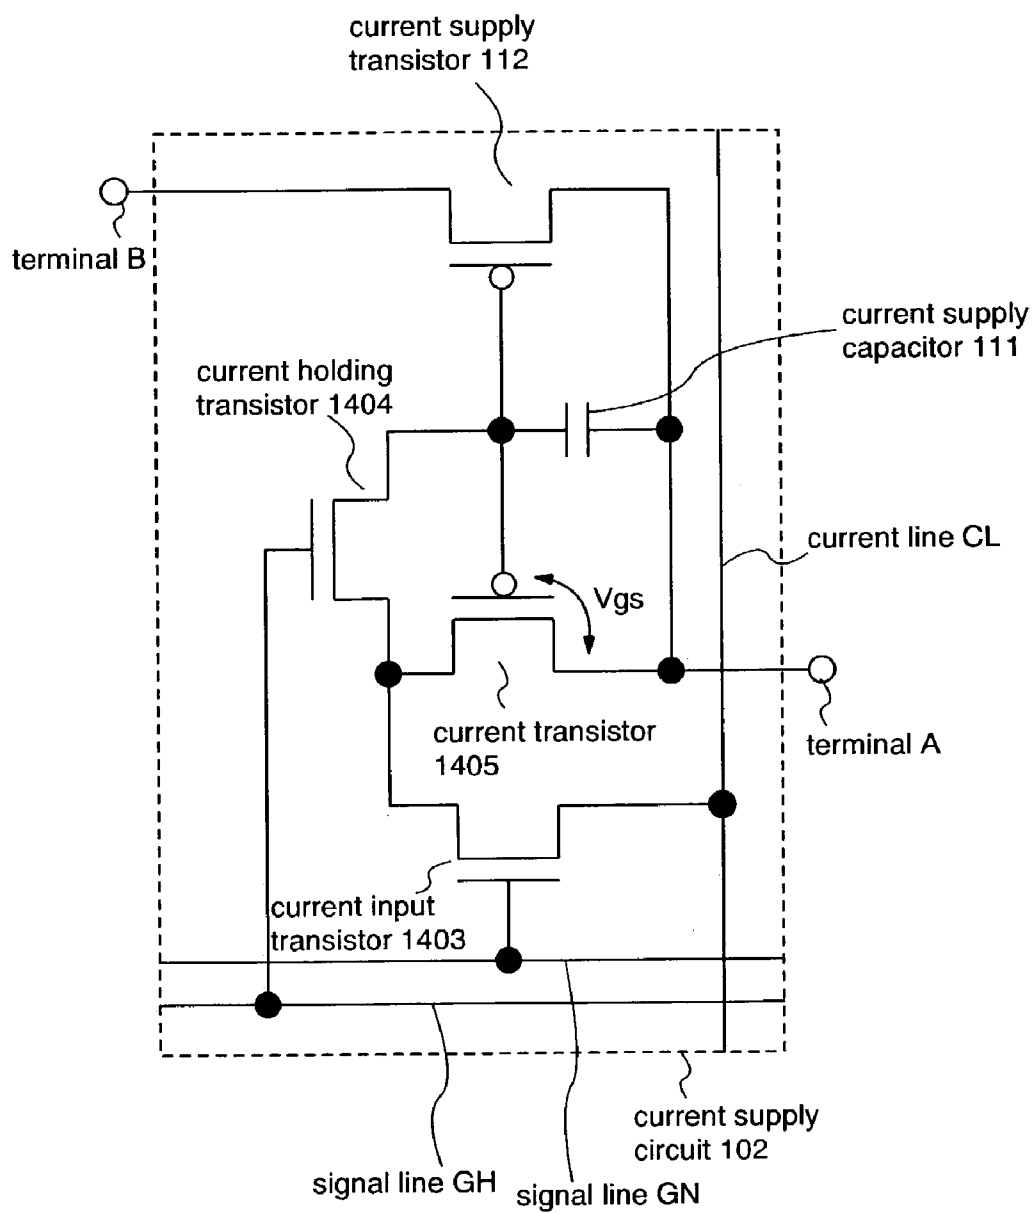 current supply
transistor 112
terminal B
current supply
capacitor 111
current holding
transistor 1404
current line CL
Vgs
current transistor
1405
terminal A
current input
transistor 1403
current supply
circuit 102
signal line GH
signal line GN